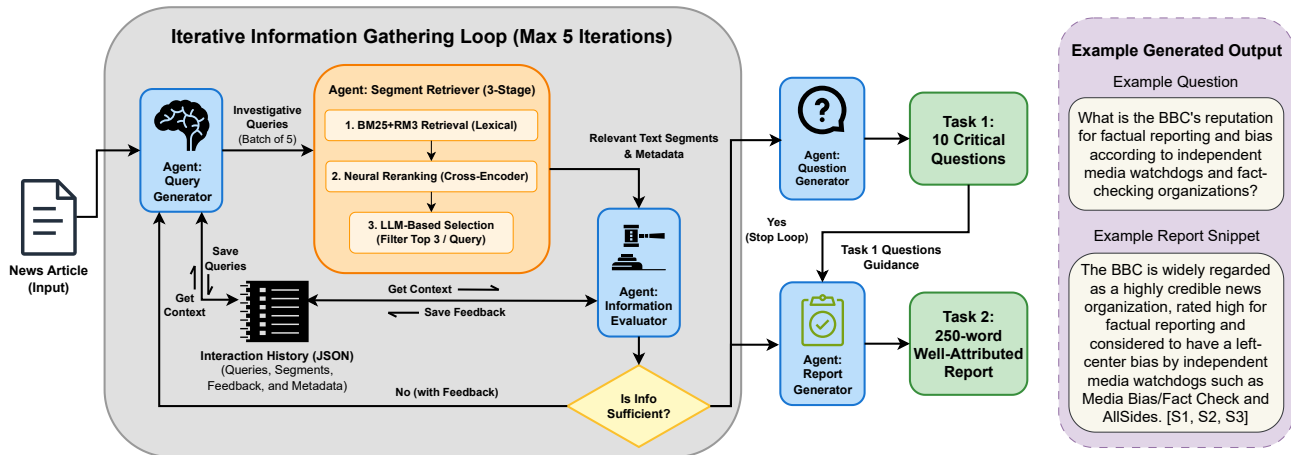 Iterative Information Gathering Loop (Max 5 Iterations)
News Article
(Input)
Agent:
Query
Generator
Investigative
Queries
(Batch of 5)
Agent: Segment Retriever (3-Stage)
1. BM25+RM3 Retrieval (Lexical)
2. Neural Reranking (Cross-Encoder)
3. LLM-Based Selection
(Filter Top 3 / Query)
Relevant Text Segments
& Metadata
Save
Queries
Get
Context
Interaction History (JSON)
(Queries, Segments,
Feedback, and Metadata)
Get Context
Save Feedback
Agent:
Information
Evaluator
Is Info
Sufficient?
No (with Feedback)
Yes
(Stop Loop)
Agent:
Question
Generator
Task 1:
10 Critical
Questions
Task 1 Questions
Guidance
Agent:
Report
Generator
Task 2:
250-word
Well-Attributed
Report
Example Generated Output
Example Question
What is the BBC's reputation
for factual reporting and bias
according to independent
media watchdogs and fact-
checking organizations?
Example Report Snippet
The BBC is widely regarded
as a highly credible news
organization, rated high for
factual reporting and
considered to have a left-
center bias by independent
media watchdogs such as
Media Bias/Fact Check and
AllSides. [S1, S2, S3]